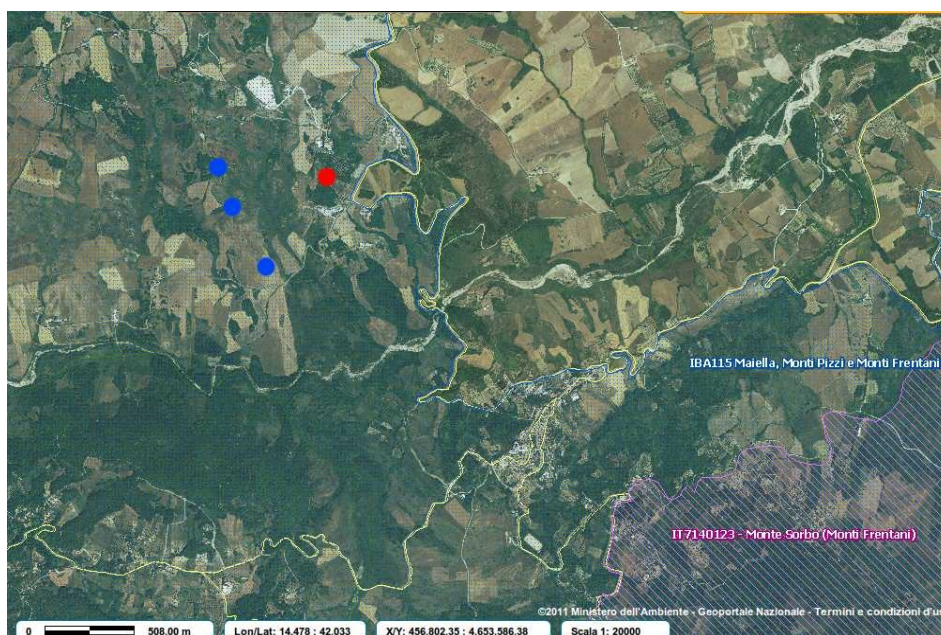 IBA115 Maiella, Monti Pizzi e Monti Frentani
IT7140123 - Monte Sorbo (Monti Frentani)
©2011 Ministero dell'Ambiente - Geoportale Nazionale - Termini e condizioni d'us
0 508.00 m Lon/Lat: 14.478 : 42.033 X/Y: 456.802.35 : 4.653.586.38 Scala 1: 20000